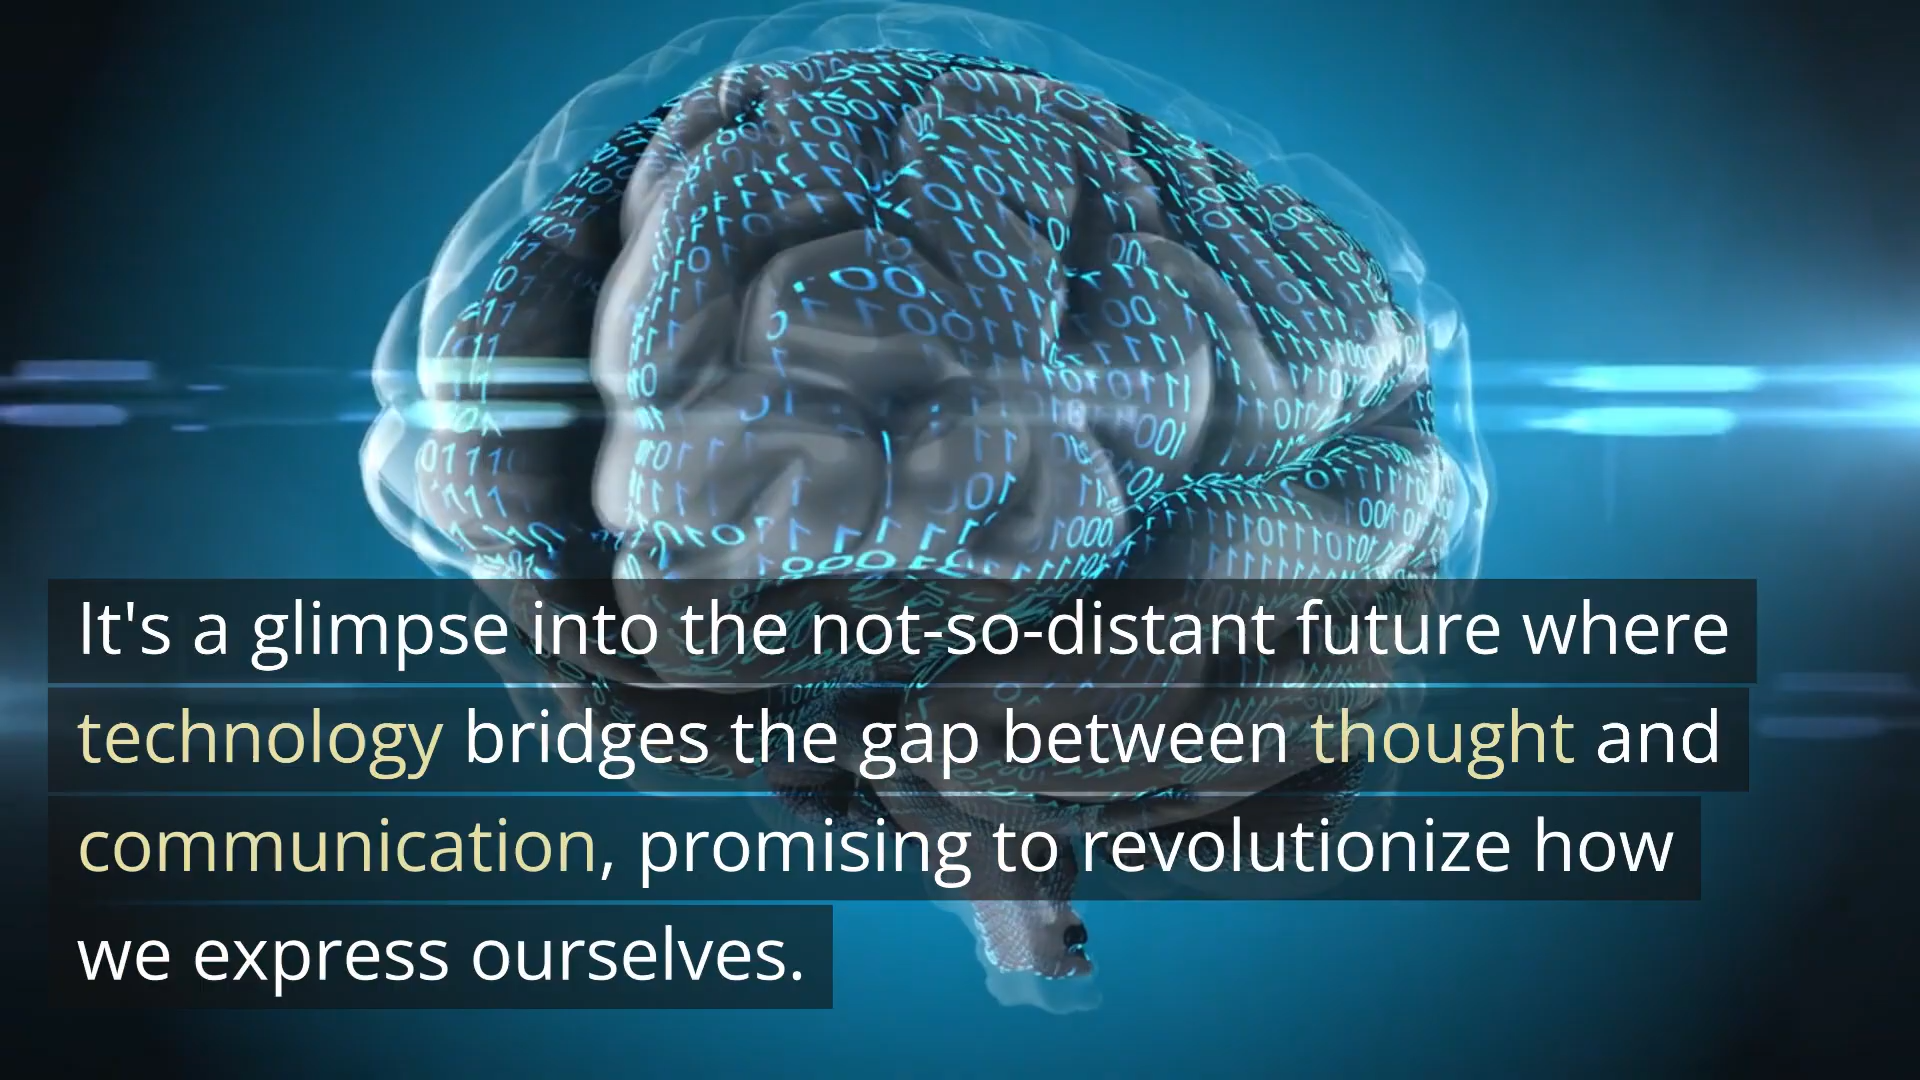 It's a glimpse into the not-so-distant future where
technology bridges the gap between thought and
communication, promising to revolutionize how
we express ourselves.